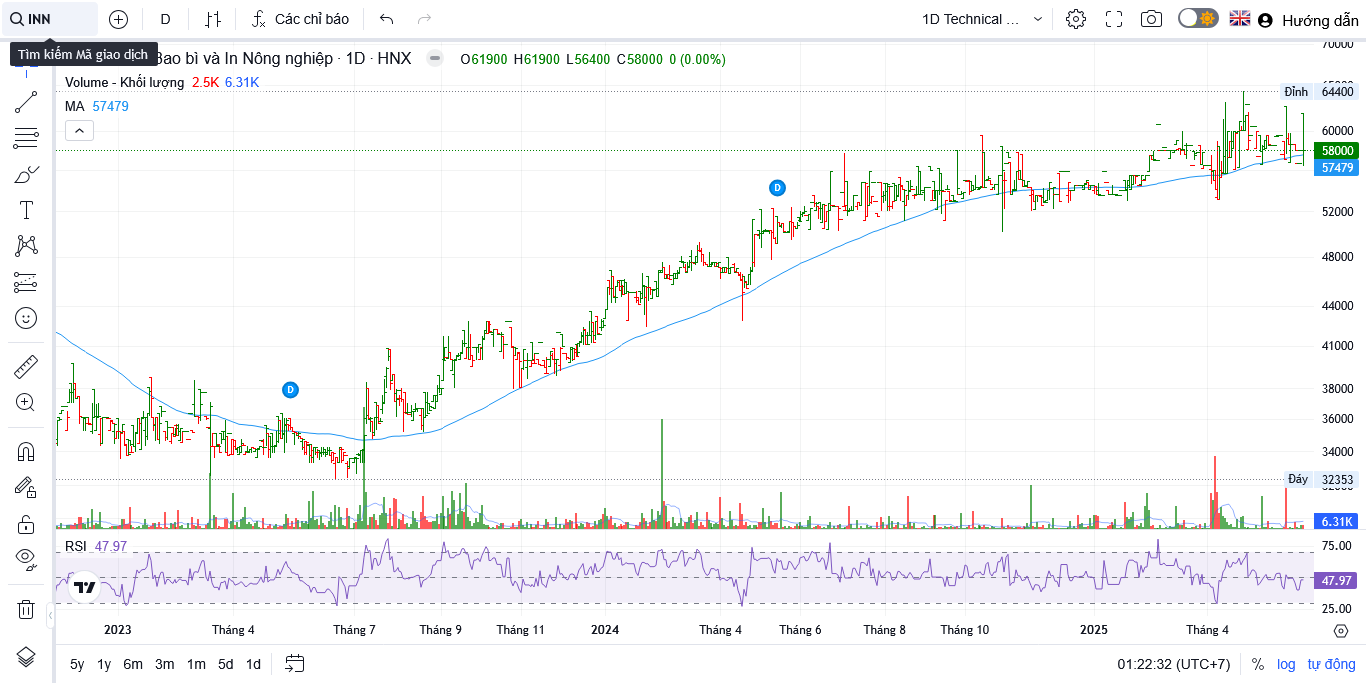 INN
D
Các chỉ báo
1D Technical ...
Hướng dẫn
Tìm kiếm Mã giao dịch
Bao bì và In Nông nghiệp · 1D · HNX
O61900 H61900 L56400 C58000 0 (0.00%)
Volume - Khối lượng 2.5K 6.31K
MA 57479
70000
Đỉnh 64400
60000
58000
57479
52000
48000
44000
41000
38000
36000
34000
Đáy 32353
6.31K
D
D
RSI 47.97
75.00
47.97
25.00
2023 Tháng 4 Tháng 7 Tháng 9 Tháng 11 2024 Tháng 4 Tháng 6 Tháng 8 Tháng 10 2025 Tháng 4
5y 1y 6m 3m 1m 5d 1d
01:22:32 (UTC+7) % log tự động